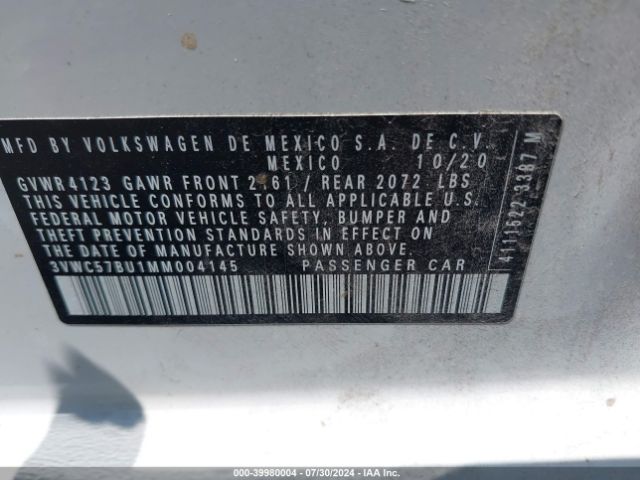 MFD BY VOLKSWAGEN DE MEXICO S.A. DE C.V.
MEXICO 10/20
GVWR 4123 GAWR FRONT 2161 / REAR 2072 LBS
THIS VEHICLE CONFORMS TO ALL APPLICABLE U.S.
FEDERAL MOTOR VEHICLE SAFETY, BUMPER AND
THEFT PREVENTION STANDARDS IN EFFECT ON
THE DATE OF MANUFACTURE SHOWN ABOVE.
3VWC57BU1MM004145 PASSENGER CAR
4111622 3387 M
000-39980004 - 07/30/2024 - IAA Inc.